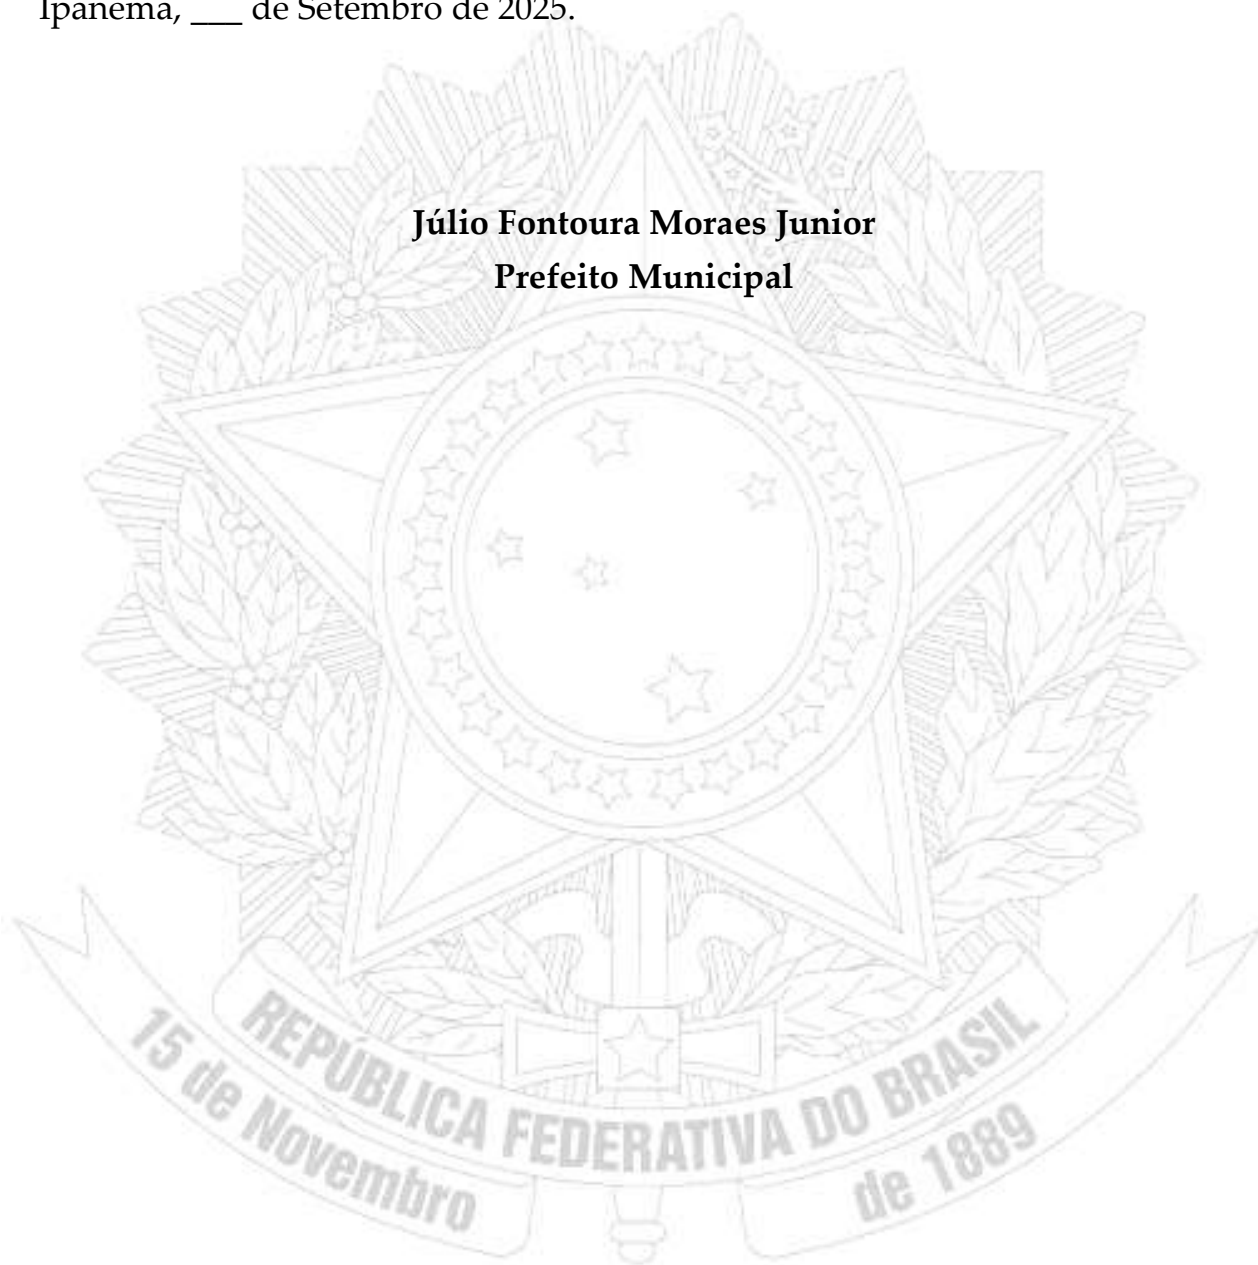 Ipanema, ___ de Setembro de 2025.
Júlio Fontoura Moraes Junior
Prefeito Municipal
REPÚBLICA FEDERATIVA DO BRASIL
15 de Novembro
de 1889